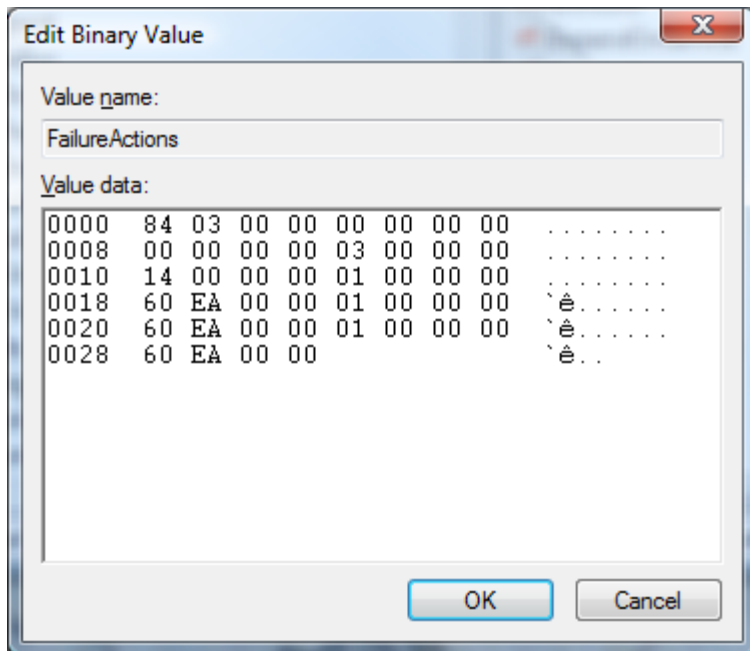 Edit Binary Value
Value name:
FailureActions
Value data:
0000 84 03 00 00 00 00 00 00 ........
0008 00 00 00 00 03 00 00 00 ........
0010 14 00 00 00 01 00 00 00 ........
0018 60 EA 00 00 01 00 00 00 `ê......
0020 60 EA 00 00 01 00 00 00 `ê......
0028 60 EA 00 00 `ê..
OK Cancel